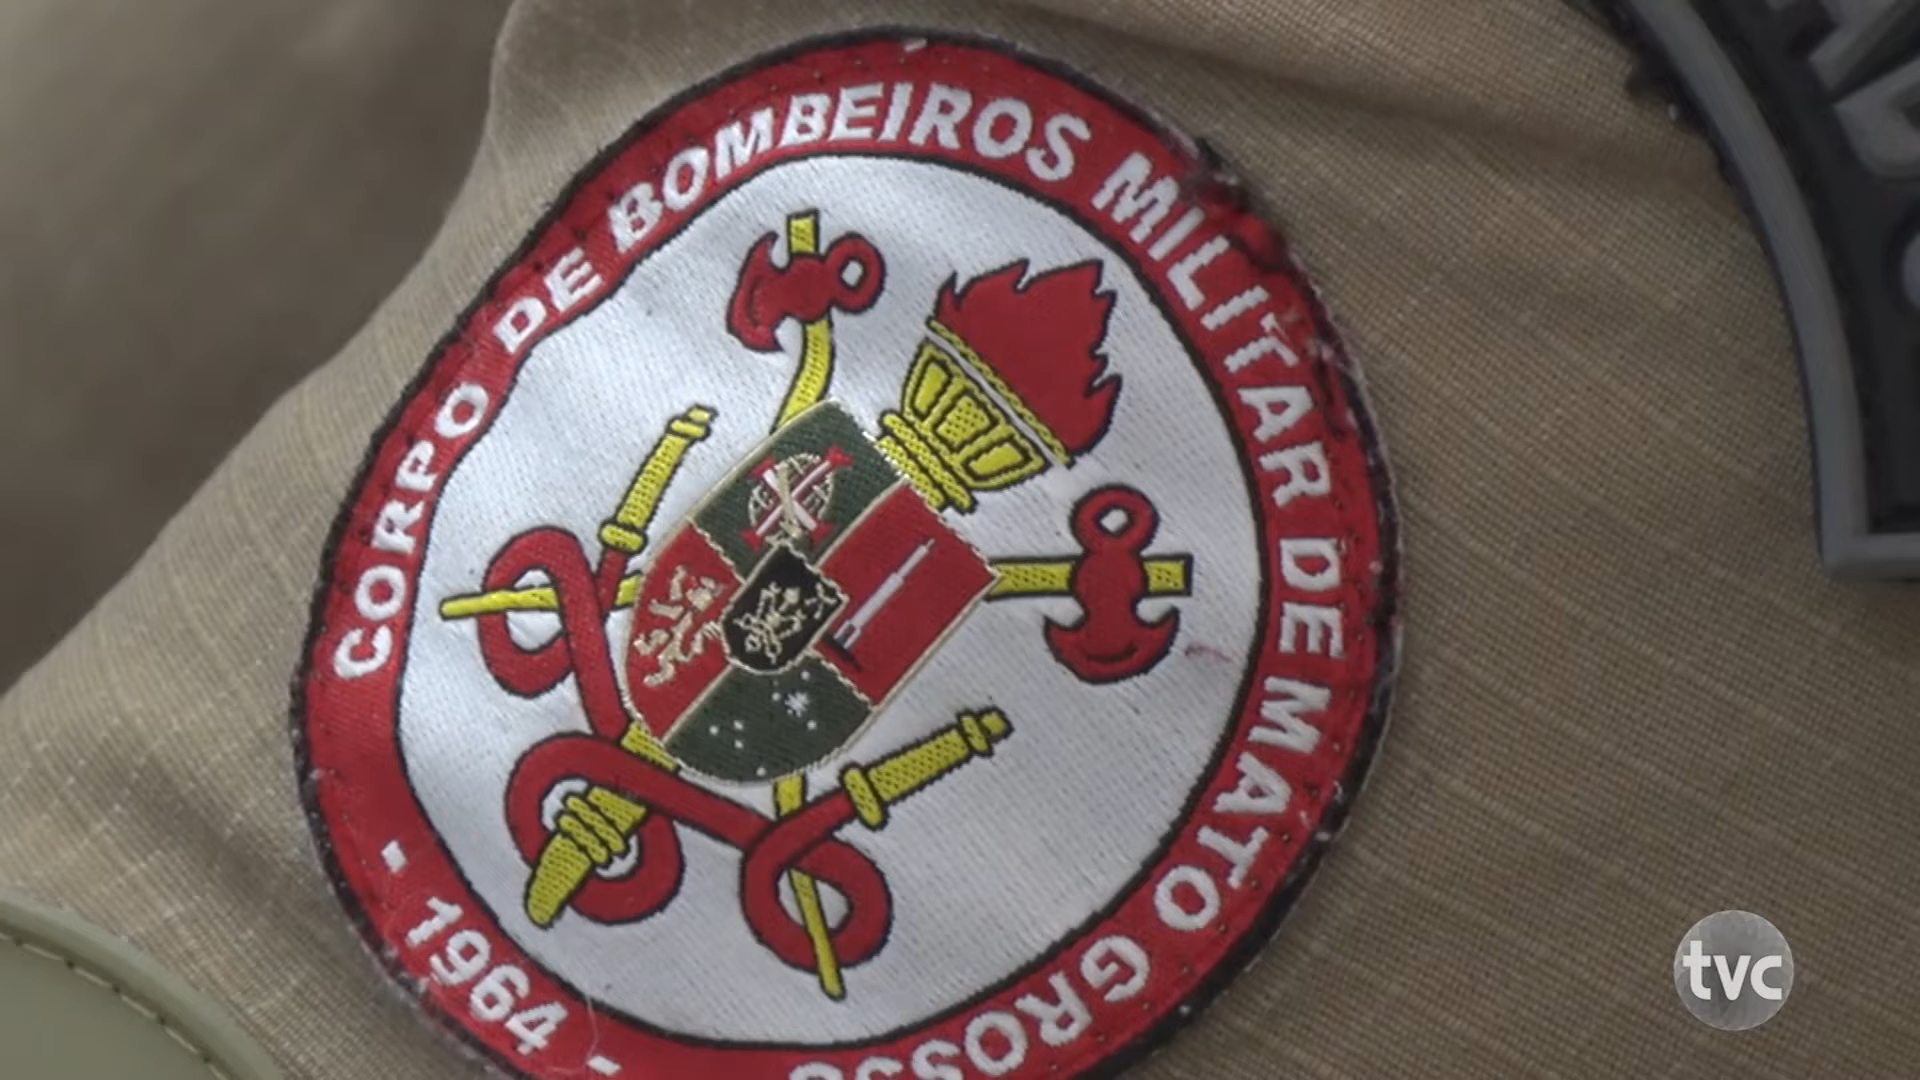 CORPO DE BOMBEIROS MILITAR DE MATO GROSSO
- 1964 -
tvc